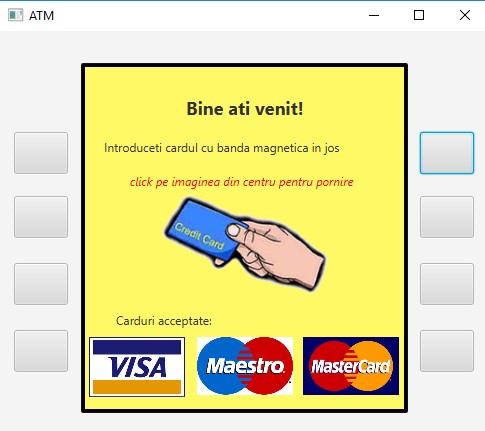 ATM
Bine ati venit!
Introduceti cardul cu banda magnetica in jos
click pe imaginea din centru pentru pornire
Credit Card
Carduri acceptate:
VISA
Maestro
MasterCard